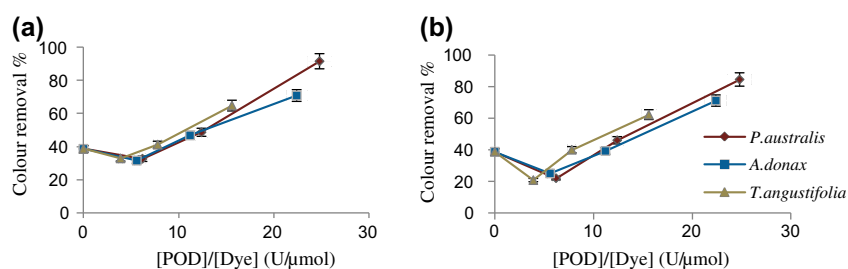 (a)
Colour removal %
100
80
60
40
20
0
0
10
20
30
[POD]/[Dye] (U/µmol)
(b)
Colour removal %
100
80
60
40
20
0
0
10
20
30
[POD]/[Dye] (U/µmol)
P.australis
A.donax
T.angustifolia